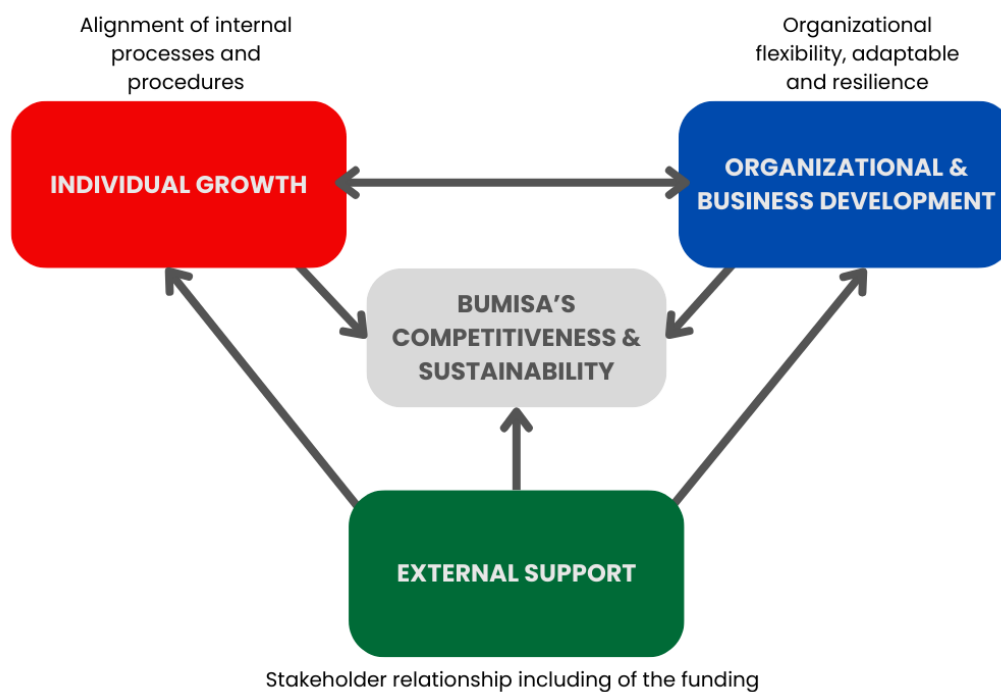 Alignment of internal
processes and
procedures
Organizational
flexibility, adaptable
and resilience
INDIVIDUAL GROWTH
ORGANIZATIONAL &
BUSINESS DEVELOPMENT
BUMISA’S
COMPETITIVENESS &
SUSTAINABILITY
EXTERNAL SUPPORT
Stakeholder relationship including of the funding